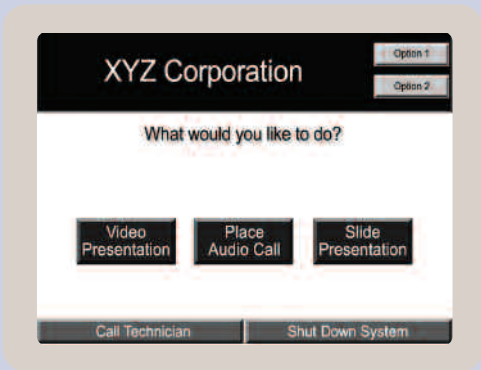 XYZ Corporation
Option 1
Option 2
What would you like to do?
Video
Presentation
Place
Audio Call
Slide
Presentation
Call Technician
Shut Down System